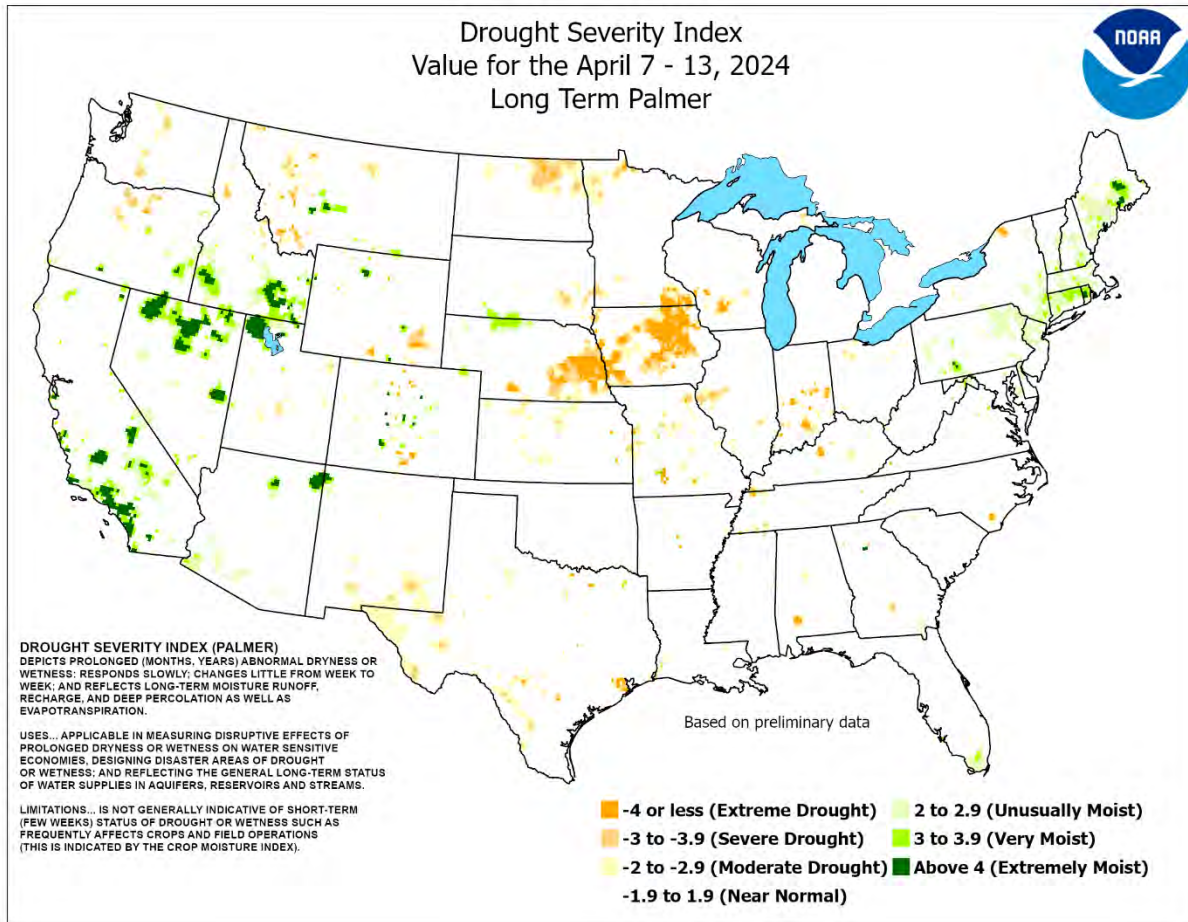 Drought Severity Index
Value for the April 7 - 13, 2024
Long Term Palmer
NOAA
DROUGHT SEVERITY INDEX (PALMER)
DEPICTS PROLONGED (MONTHS, YEARS) ABNORMAL DRYNESS OR
WETNESS: RESPONDS SLOWLY; CHANGES LITTLE FROM WEEK TO
WEEK; AND REFLECTS LONG-TERM MOISTURE RUNOFF,
RECHARGE, AND DEEP PERCOLATION AS WELL AS
EVAPOTRANSPIRATION.
USES... APPLICABLE IN MEASURING DISRUPTIVE EFFECTS OF
PROLONGED DRYNESS OR WETNESS ON WATER SENSITIVE
ECONOMIES, DESIGNING DISASTER AREAS OF DROUGHT
OR WETNESS; AND REFLECTING THE GENERAL LONG-TERM STATUS
OF WATER SUPPLIES IN AQUIFERS, RESERVOIRS AND STREAMS.
LIMITATIONS... IS NOT GENERALLY INDICATIVE OF SHORT-TERM
(FEW WEEKS) STATUS OF DROUGHT OR WETNESS SUCH AS
FREQUENTLY AFFECTS CROPS AND FIELD OPERATIONS
(THIS IS INDICATED BY THE CROP MOISTURE INDEX).
Based on preliminary data
-4 or less (Extreme Drought)
-3 to -3.9 (Severe Drought)
-2 to -2.9 (Moderate Drought)
-1.9 to 1.9 (Near Normal)
2 to 2.9 (Unusually Moist)
3 to 3.9 (Very Moist)
Above 4 (Extremely Moist)